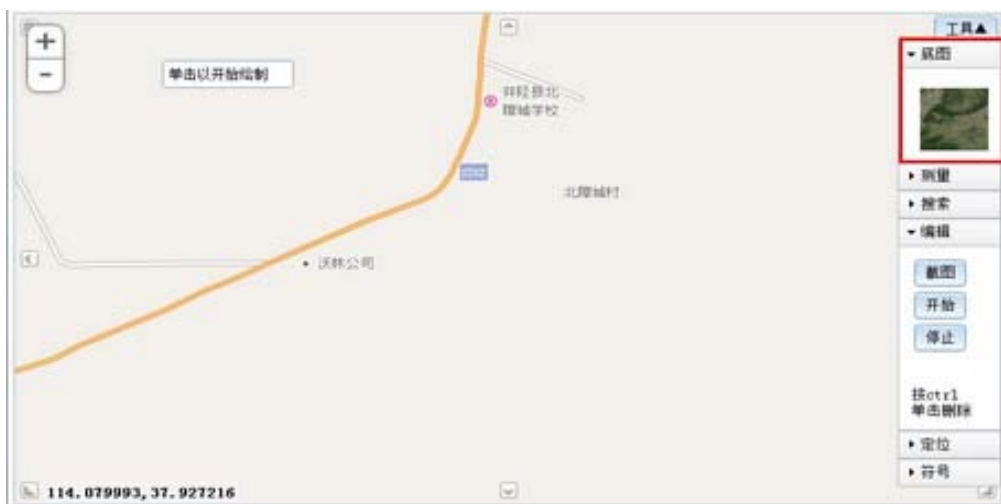 +
工具▲
底图
-
单击以开始绘制
井陉县北
障城学校
测量
北障城村
搜索
编辑
沃林公司
截图
开始
停止
按ctrl
单击删除
定位
符号
114.079993, 37.927216